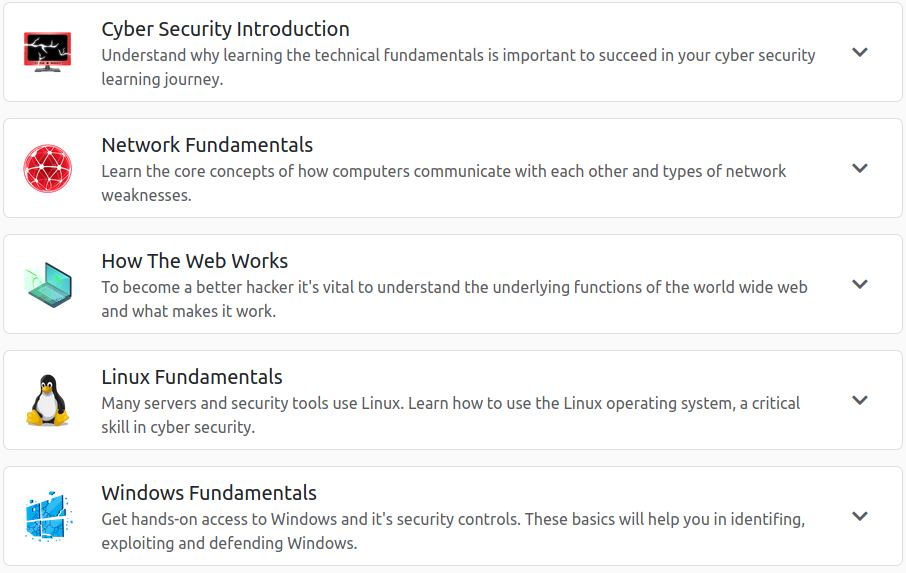 Cyber Security Introduction
Understand why learning the technical fundamentals is important to succeed in your cyber security
learning journey.
Network Fundamentals
Learn the core concepts of how computers communicate with each other and types of network
weaknesses.
How The Web Works
To become a better hacker it's vital to understand the underlying functions of the world wide web
and what makes it work.
Linux Fundamentals
Many servers and security tools use Linux. Learn how to use the Linux operating system, a critical
skill in cyber security.
Windows Fundamentals
Get hands-on access to Windows and it's security controls. These basics will help you in identifing,
exploiting and defending Windows.